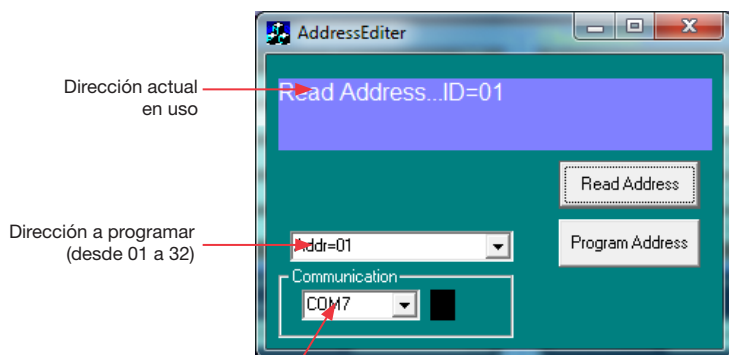 AddressEditer
Dirección actual
en uso
Read Address...ID=01
Read Address
Dirección a programar
(desde 01 a 32)
Addr=01
Program Address
Communication
COM7